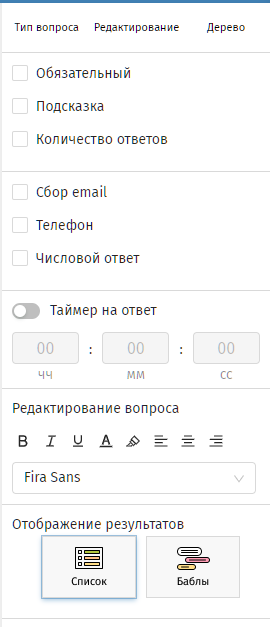 Тип вопроса Редактирование Дерево
Обязательный
Подсказка
Количество ответов
Сбор email
Телефон
Числовой ответ
Таймер на ответ
00 : 00 : 00
чч мм сс
Редактирование вопроса
B I U A
Fira Sans
Отображение результатов
Список Баблы